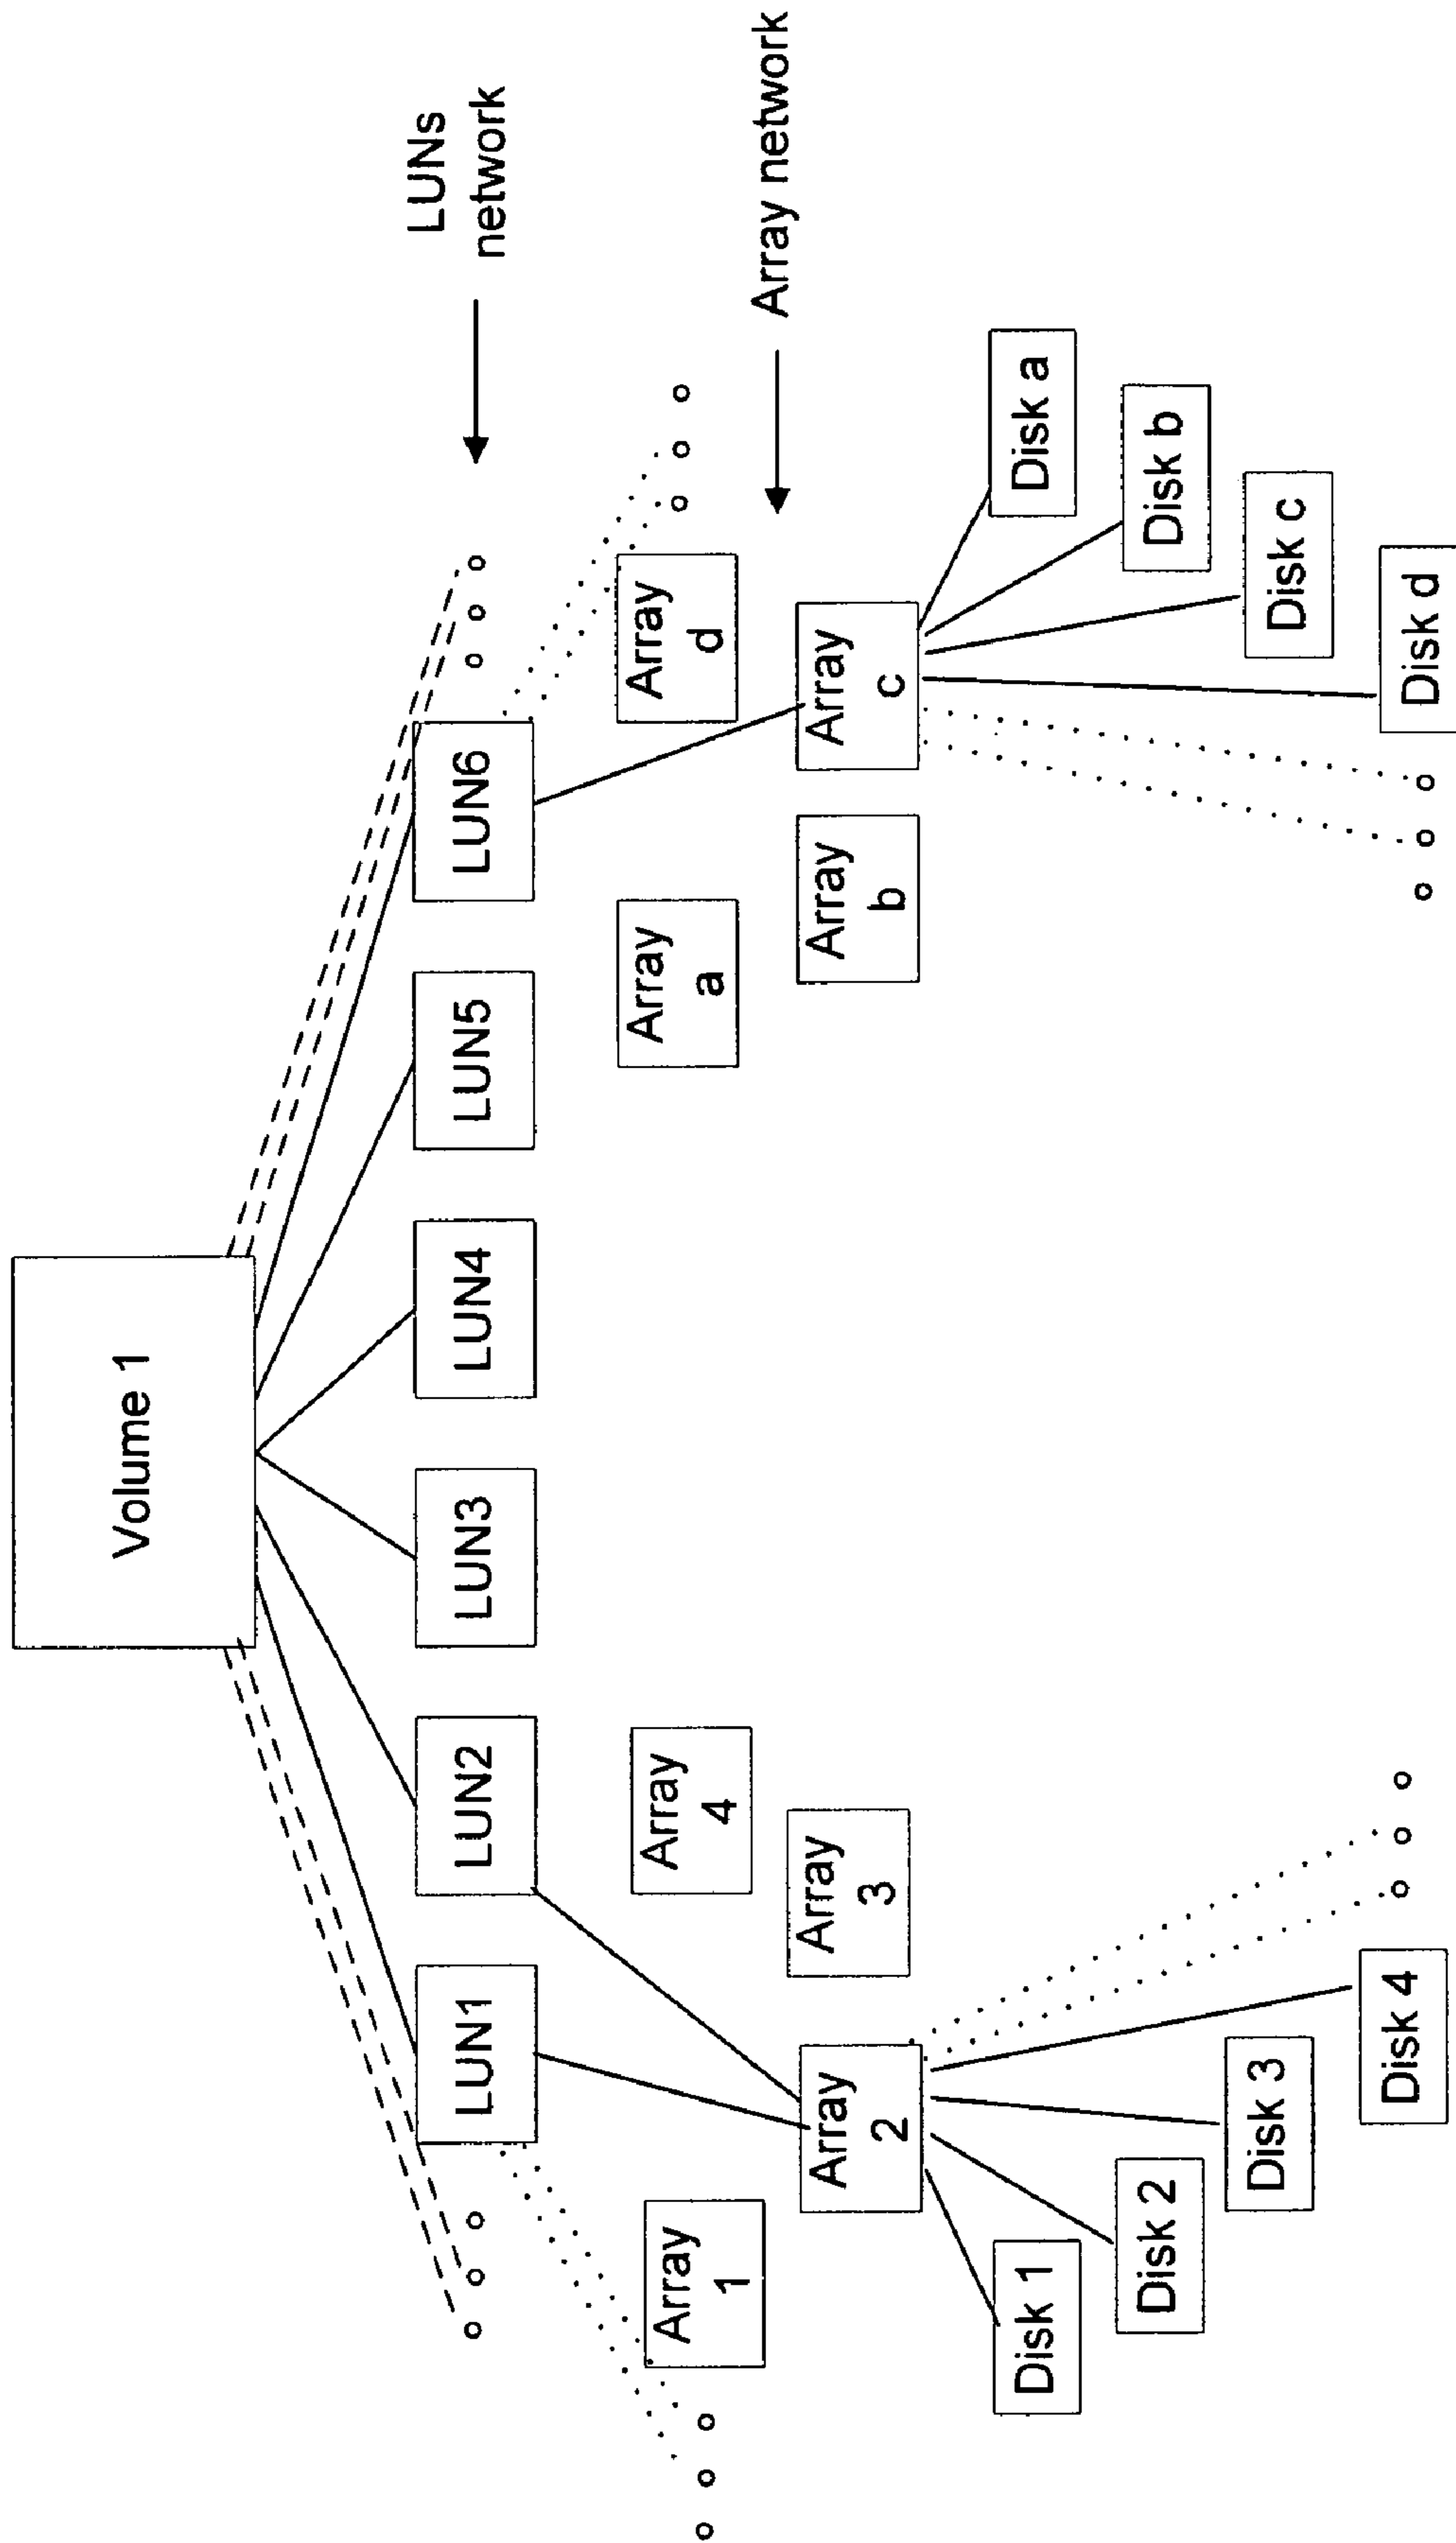 Volume 1
LUNs
network
LUN1
LUN2
LUN3
LUN4
LUN5
LUN6
Array
1
Array
4
Array
a
Array
d
Array network
Array
2
Array
3
Array
b
Array
c
Disk 1
Disk 2
Disk 3
Disk 4
Disk a
Disk b
Disk c
Disk d